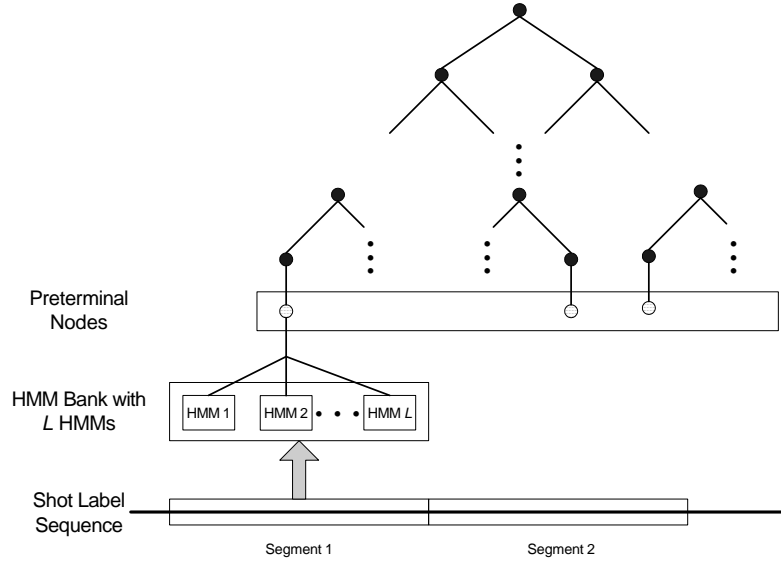 Preterminal
Nodes
HMM Bank with
L HMMs
HMM 1
HMM 2
HMM L
Shot Label
Sequence
Segment 1
Segment 2